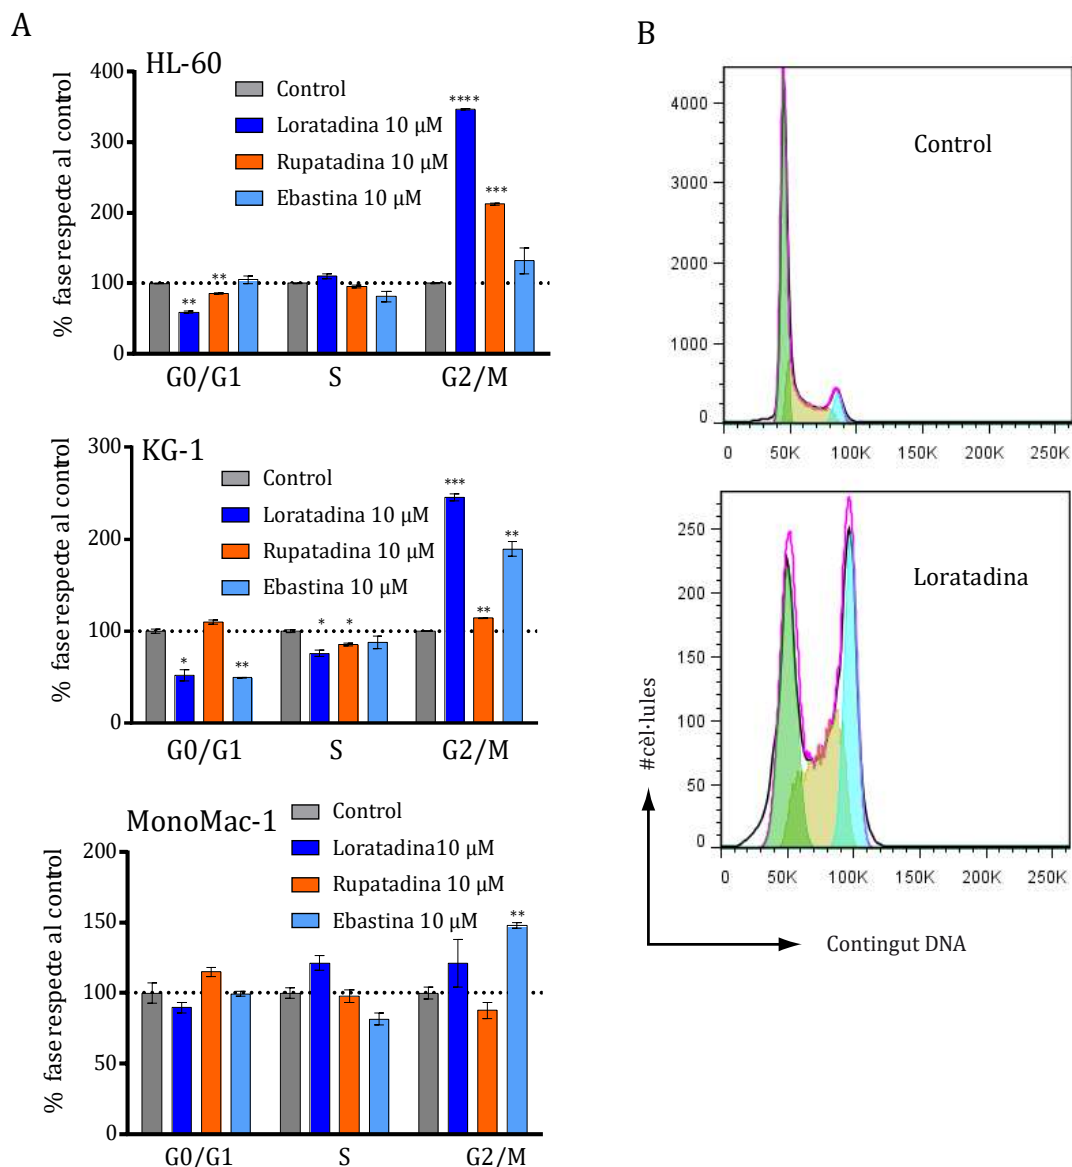 A
HL-60
% fase respecte al control
400
300
200
100
0
Control
Loratadina 10 µM
Rupatadina 10 µM
Ebastina 10 µM
**
**
****
***
G0/G1
S
G2/M
KG-1
% fase respecte al control
300
200
100
0
Control
Loratadina 10 µM
Rupatadina 10 µM
Ebastina 10 µM
*
**
*
*
***
**
**
G0/G1
S
G2/M
MonoMac-1
% fase respecte al control
200
150
100
50
0
Control
Loratadina10 µM
Rupatadina 10 µM
Ebastina 10 µM
**
G0/G1
S
G2/M
B
Control
4000
3000
2000
1000
0
0 50K 100K 150K 200K 250K
Loratadina
250
200
150
100
50
0
0 50K 100K 150K 200K 250K
#cèl·lules
Contingut DNA